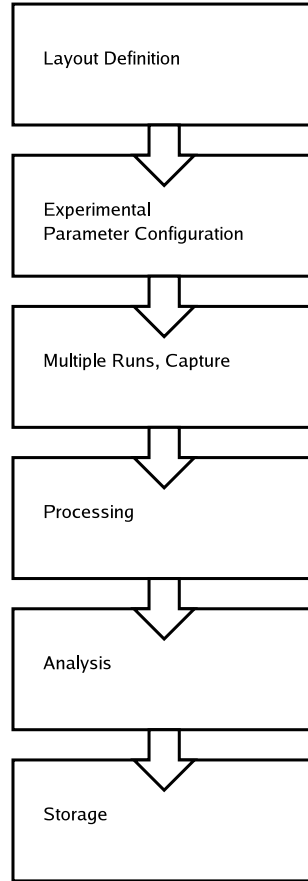 Layout Definition
Experimental
Parameter Configuration
Multiple Runs, Capture
Processing
Analysis
Storage